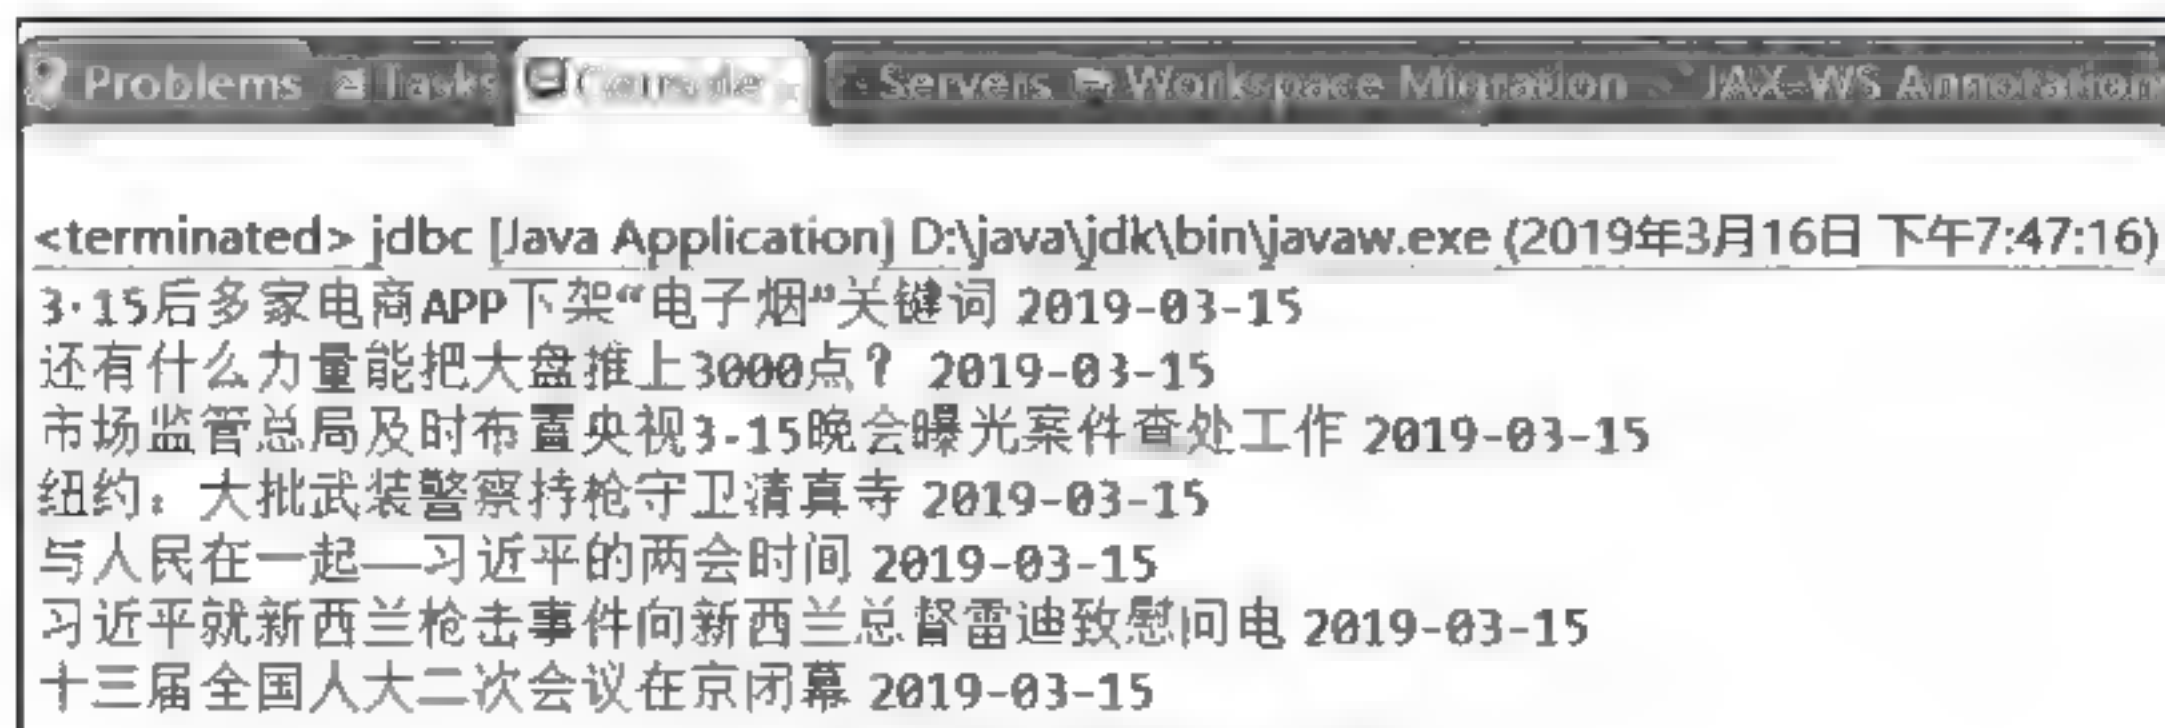 Problems Tasks Console Servers Workspace Migration JAX-WS Annotation
<terminated> jdbc [Java Application] D:\java\jdk\bin\javaw.exe (2019年3月16日 下午7:47:16)
3·15后多家电商APP下架“电子烟”关键词 2019-03-15
还有什么力量能把大盘推上3000点？ 2019-03-15
市场监管总局及时布置央视3·15晚会曝光案件查处工作 2019-03-15
纽约：大批武装警察持枪守卫清真寺 2019-03-15
与人民在一起—习近平的两会时间 2019-03-15
习近平就新西兰枪击事件向新西兰总督雷迪致慰问电 2019-03-15
十三届全国人大二次会议在京闭幕 2019-03-15